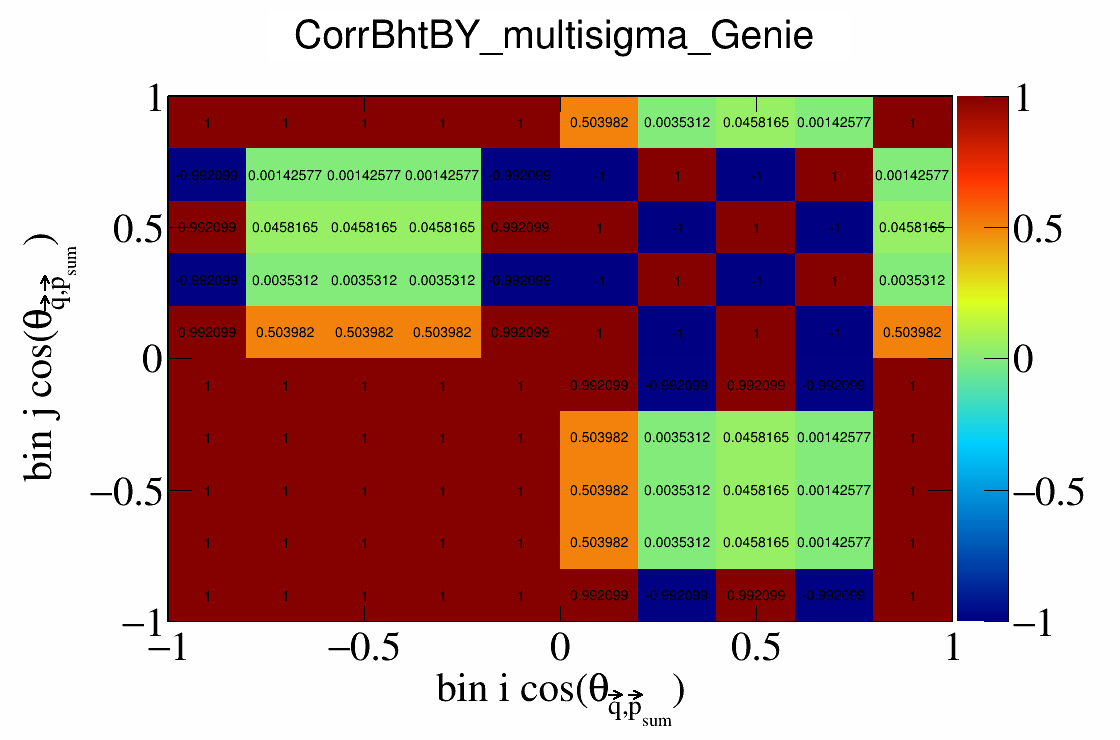 CorrBhtBY_multisigma_Genie
1 1 1 1 1 1 0.503982 0.0035312 0.0458165 0.00142577 1 1
-0.992099 0.00142577 0.00142577 0.00142577 -0.992099 -1 1 -1 1 0.00142577
0.5 0.992099 0.0458165 0.0458165 0.0458165 0.992099 1 -1 1 -1 0.0458165 0.5
-0.992099 0.0035312 0.0035312 0.0035312 -0.992099 -1 1 -1 1 0.0035312
0.992099 0.503982 0.503982 0.503982 0.992099 1 -1 1 -1 0.503982
0 0
1 1 1 1 1 0.992099 -0.992099 0.992099 -0.992099 1
1 1 1 1 1 0.503982 0.0035312 0.0458165 0.00142577 1
−0.5 1 1 1 1 1 0.503982 0.0035312 0.0458165 0.00142577 1 −0.5
1 1 1 1 1 0.503982 0.0035312 0.0458165 0.00142577 1
1 1 1 1 1 0.992099 -0.992099 0.992099 -0.992099 1
−1 −1
−1 −0.5 0 0.5 1
bin i cos(θq⃗,p⃗sum)
bin j cos(θq⃗,p⃗sum)